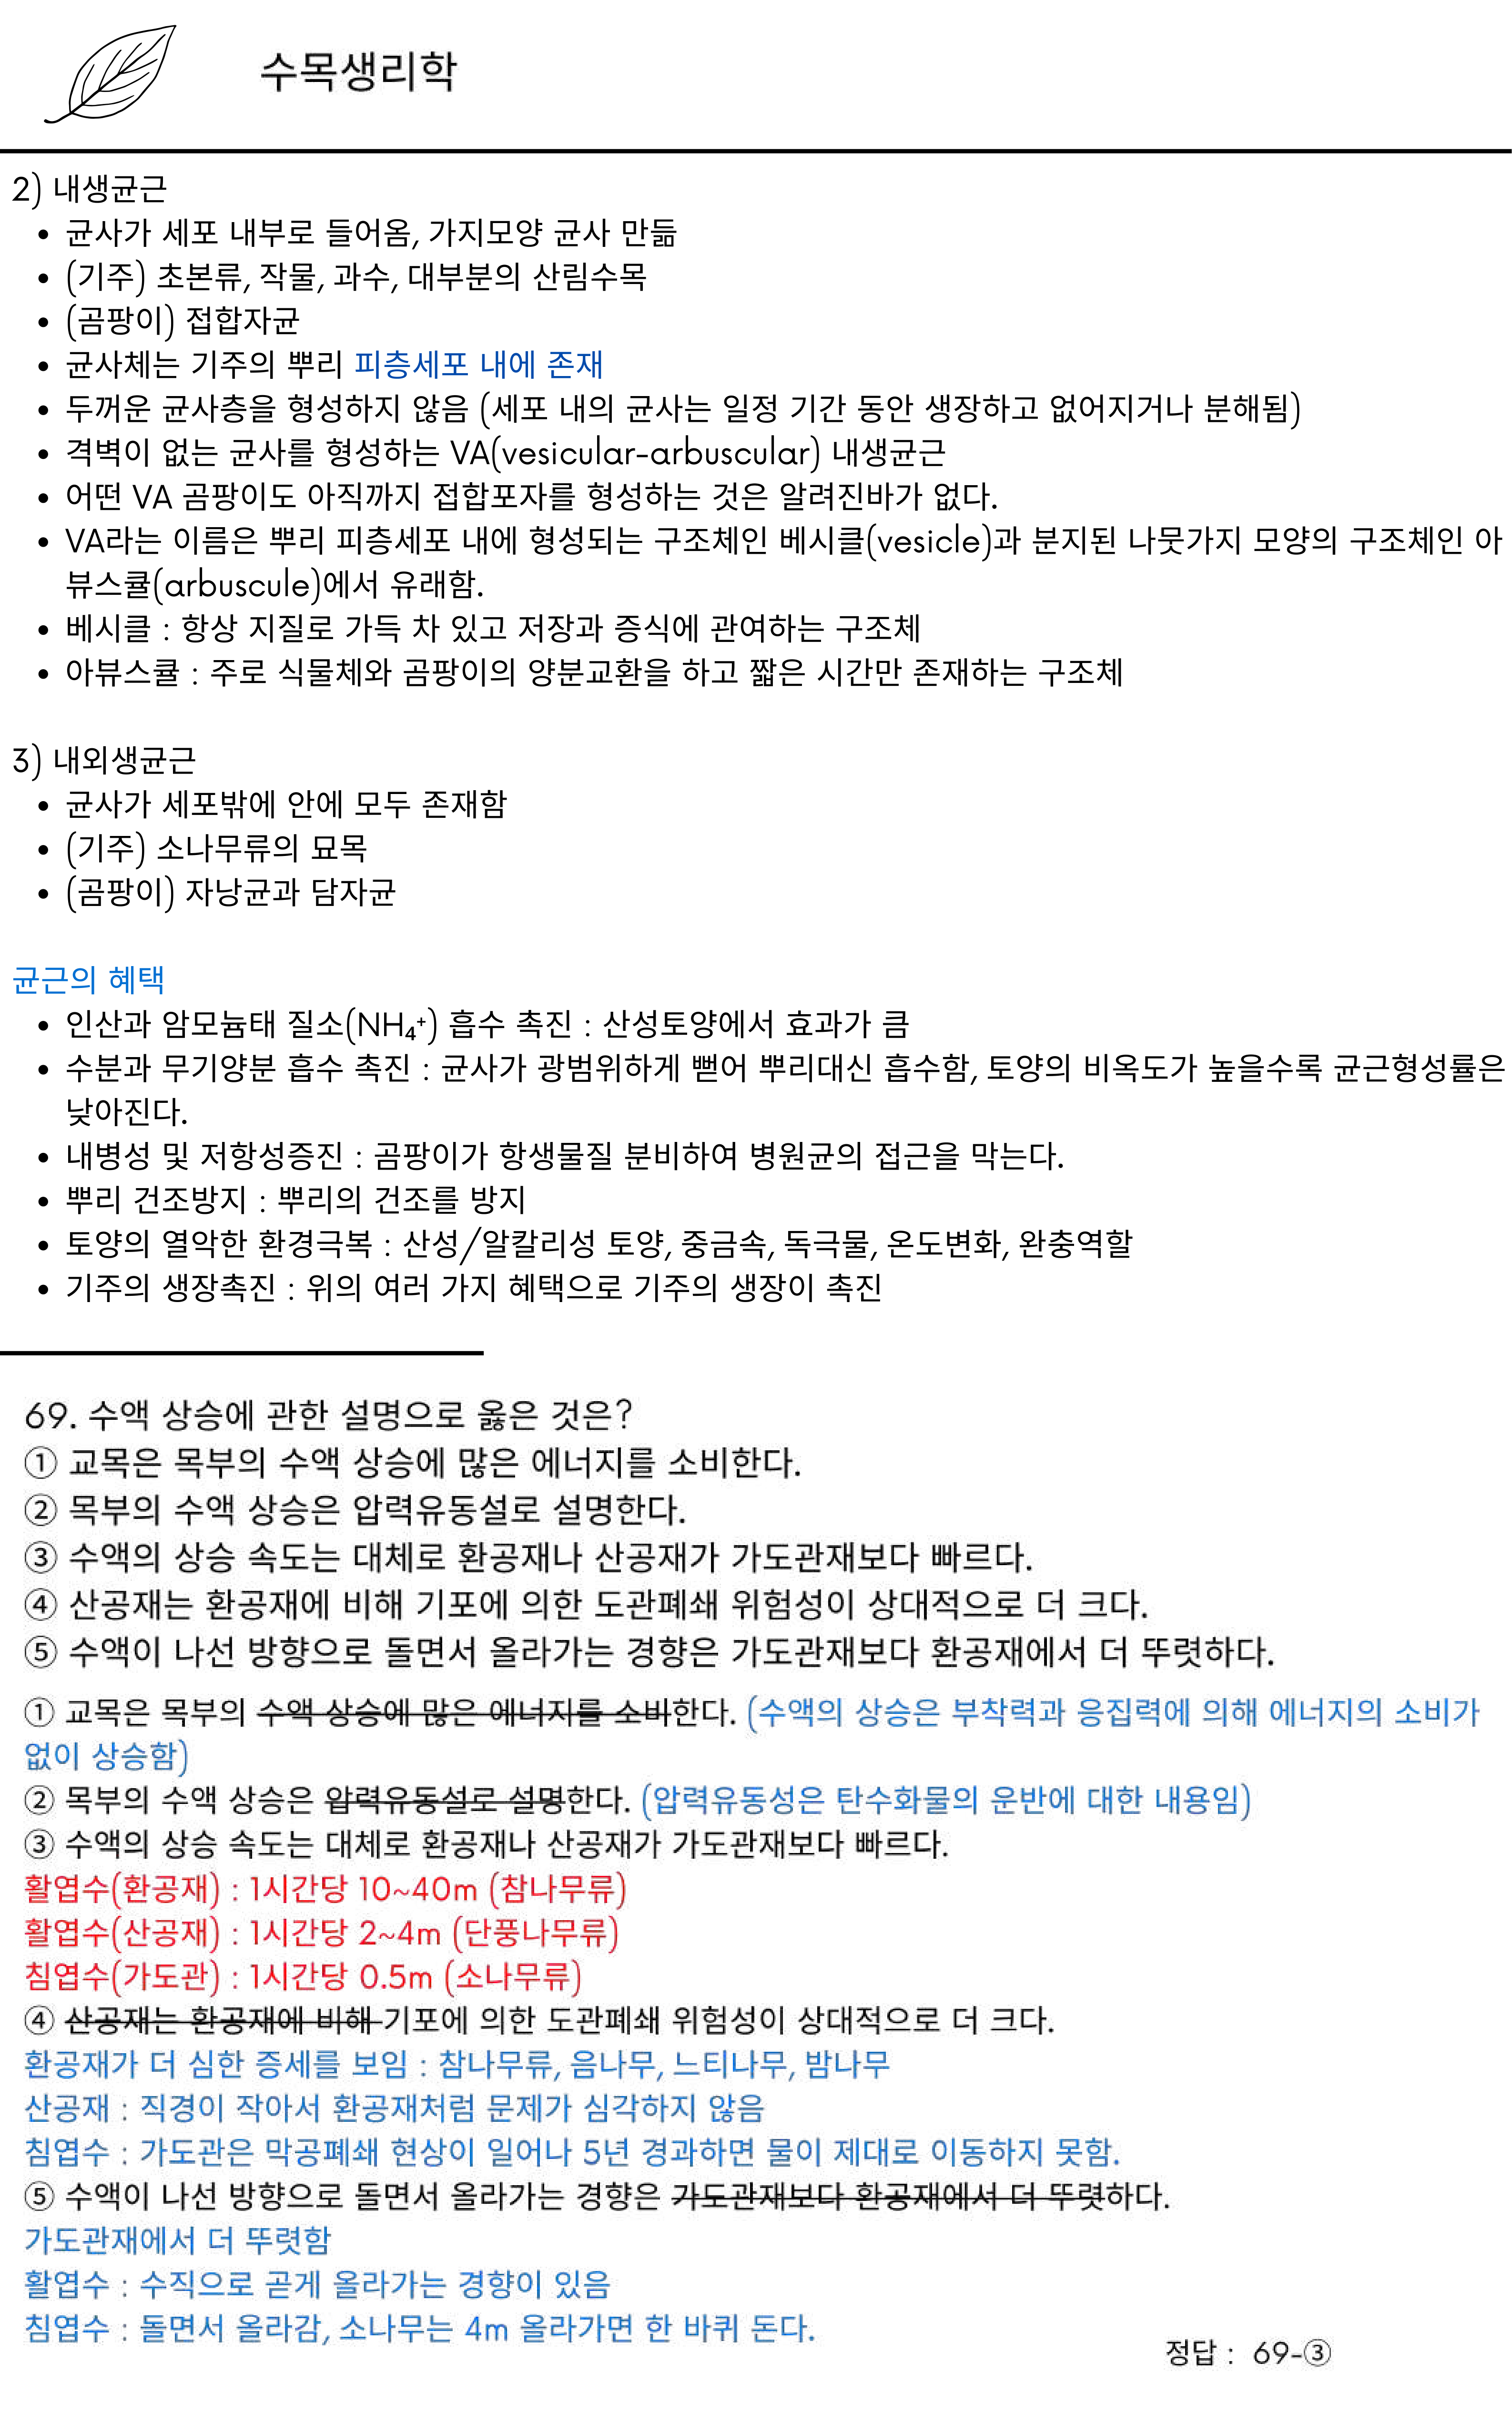 수목생리학
2) 내생균근
• 균사가 세포 내부로 들어옴, 가지모양 균사 만듦
• (기주) 초본류, 작물, 과수, 대부분의 산림수목
• (곰팡이) 접합자균
• 균사체는 기주의 뿌리 피층세포 내에 존재
• 두꺼운 균사층을 형성하지 않음 (세포 내의 균사는 일정 기간 동안 생장하고 없어지거나 분해됨)
• 격벽이 없는 균사를 형성하는 VA(vesicular-arbuscular) 내생균근
• 어떤 VA 곰팡이도 아직까지 접합포자를 형성하는 것은 알려진바가 없다.
• VA라는 이름은 뿌리 피층세포 내에 형성되는 구조체인 베시클(vesicle)과 분지된 나뭇가지 모양의 구조체인 아
뷰스큘(arbuscule)에서 유래함.
• 베시클 : 항상 지질로 가득 차 있고 저장과 증식에 관여하는 구조체
• 아뷰스큘 : 주로 식물체와 곰팡이의 양분교환을 하고 짧은 시간만 존재하는 구조체
3) 내외생균근
• 균사가 세포밖에 안에 모두 존재함
• (기주) 소나무류의 묘목
• (곰팡이) 자낭균과 담자균
균근의 혜택
• 인산과 암모늄태 질소(NH₄⁺) 흡수 촉진 : 산성토양에서 효과가 큼
• 수분과 무기양분 흡수 촉진 : 균사가 광범위하게 뻗어 뿌리대신 흡수함, 토양의 비옥도가 높을수록 균근형성률은
낮아진다.
• 내병성 및 저항성증진 : 곰팡이가 항생물질 분비하여 병원균의 접근을 막는다.
• 뿌리 건조방지 : 뿌리의 건조를 방지
• 토양의 열악한 환경극복 : 산성/알칼리성 토양, 중금속, 독극물, 온도변화, 완충역할
• 기주의 생장촉진 : 위의 여러 가지 혜택으로 기주의 생장이 촉진
69. 수액 상승에 관한 설명으로 옳은 것은?
① 교목은 목부의 수액 상승에 많은 에너지를 소비한다.
② 목부의 수액 상승은 압력유동설로 설명한다.
③ 수액의 상승 속도는 대체로 환공재나 산공재가 가도관재보다 빠르다.
④ 산공재는 환공재에 비해 기포에 의한 도관폐쇄 위험성이 상대적으로 더 크다.
⑤ 수액이 나선 방향으로 돌면서 올라가는 경향은 가도관재보다 환공재에서 더 뚜렷하다.
① 교목은 목부의 수액 상승에 많은 에너지를 소비한다. (수액의 상승은 부착력과 응집력에 의해 에너지의 소비가
없이 상승함)
② 목부의 수액 상승은 압력유동설로 설명한다. (압력유동성은 탄수화물의 운반에 대한 내용임)
③ 수액의 상승 속도는 대체로 환공재나 산공재가 가도관재보다 빠르다.
활엽수(환공재) : 1시간당 10~40m (참나무류)
활엽수(산공재) : 1시간당 2~4m (단풍나무류)
침엽수(가도관) : 1시간당 0.5m (소나무류)
④ 산공재는 환공재에 비해 기포에 의한 도관폐쇄 위험성이 상대적으로 더 크다.
환공재가 더 심한 증세를 보임 : 참나무류, 음나무, 느티나무, 밤나무
산공재 : 직경이 작아서 환공재처럼 문제가 심각하지 않음
침엽수 : 가도관은 막공폐쇄 현상이 일어나 5년 경과하면 물이 제대로 이동하지 못함.
⑤ 수액이 나선 방향으로 돌면서 올라가는 경향은 가도관재보다 환공재에서 더 뚜렷하다.
가도관재에서 더 뚜렷함
활엽수 : 수직으로 곧게 올라가는 경향이 있음
침엽수 : 돌면서 올라감, 소나무는 4m 올라가면 한 바퀴 돈다.
정답 : 69-③